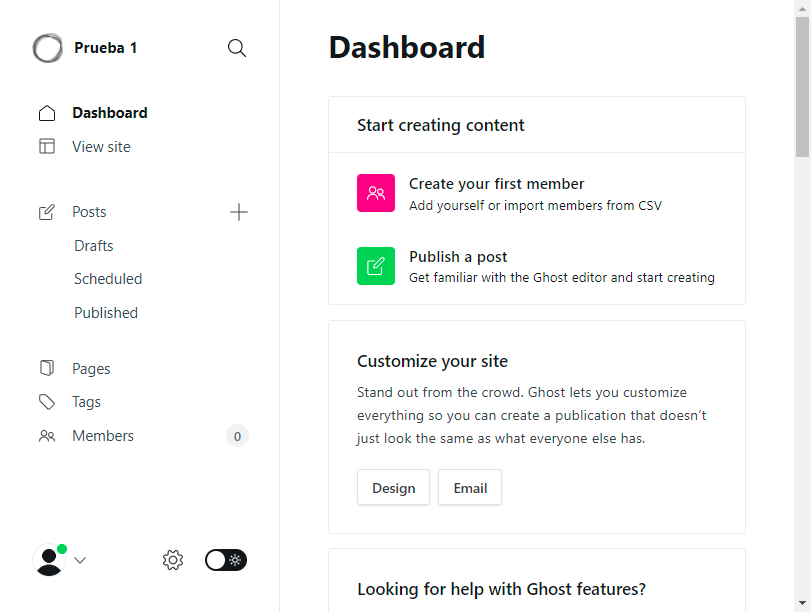 Prueba 1
Dashboard
View site
Posts
Drafts
Scheduled
Published
Pages
Tags
Members
0
Dashboard
Start creating content
Create your first member
Add yourself or import members from CSV
Publish a post
Get familiar with the Ghost editor and start creating
Customize your site
Stand out from the crowd. Ghost lets you customize
everything so you can create a publication that doesn’t
just look the same as what everyone else has.
Design
Email
Looking for help with Ghost features?